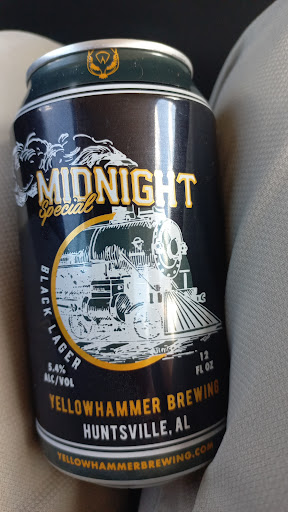 MIDNIGHT
Special
BLACK LAGER
5.4%
ALC/VOL
12
FL OZ
YELLOWHAMMER BREWING
HUNTSVILLE, AL
YELLOWHAMMERBREWING.COM